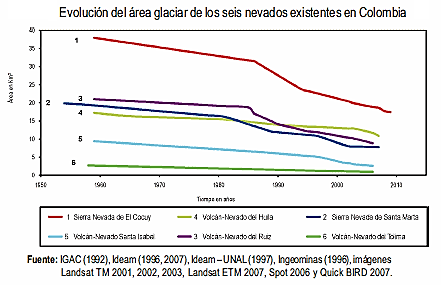 Evolución del área glaciar de los seis nevados existentes en Colombia
Área en Km²
40
35
30
25
20
15
10
5
0
1
2
3
4
5
6
1950
1960
1970
1980
1990
2000
2010
Tiempo en años
1 Sierra Nevada de El Cocuy
4 Volcán-Nevado del Huila
2 Sierra Nevada de Santa Marta
5 Volcán-Nevado Santa Isabel
3 Volcán-Nevado del Ruiz
6 Volcán-Nevado del Tolima
Fuente: IGAC (1992), Ideam (1996, 2007), Ideam – UNAL (1997), Ingeominas (1996), imágenes
Landsat TM 2001, 2002, 2003, Landsat ETM 2007, Spot 2006 y Quick BIRD 2007.